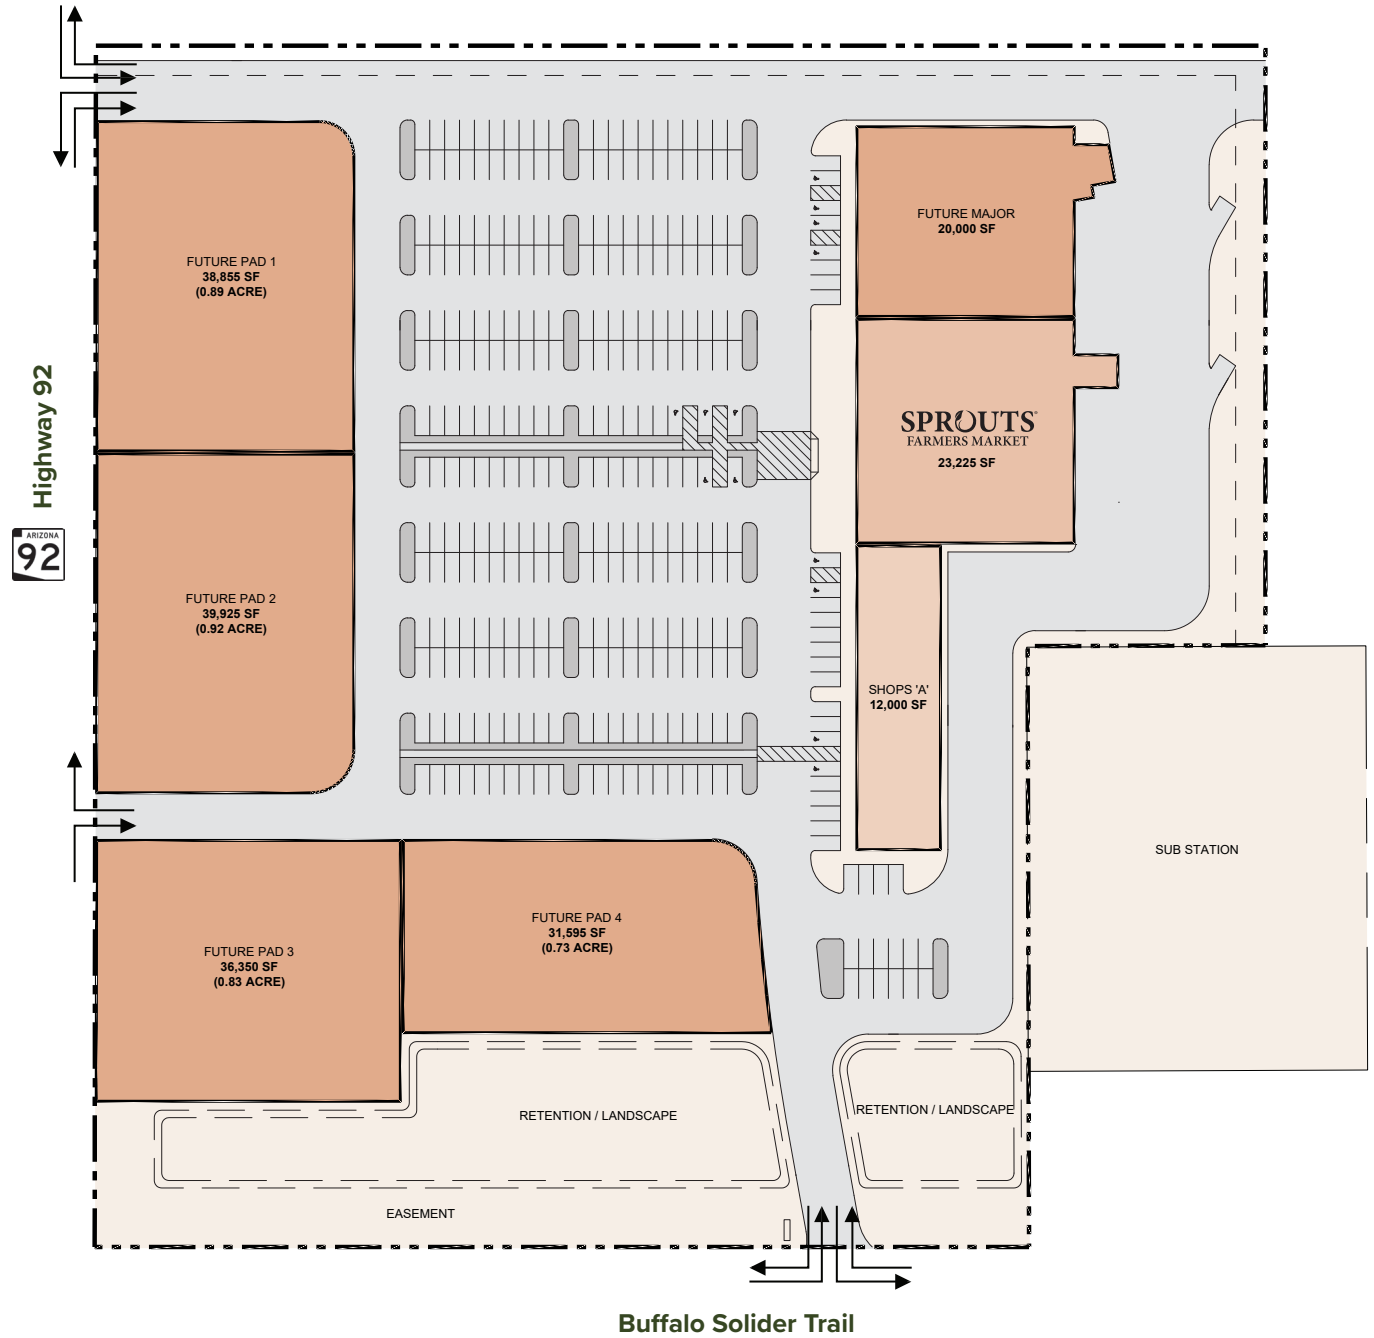 FUTURE PAD 1
38,855 SF
(0.89 ACRE)
FUTURE MAJOR
20,000 SF
SPROUTS®
FARMERS MARKET
23,225 SF
Highway 92
ARIZONA
92
FUTURE PAD 2
39,925 SF
(0.92 ACRE)
SHOPS 'A'
12,000 SF
SUB STATION
FUTURE PAD 3
36,350 SF
(0.83 ACRE)
FUTURE PAD 4
31,595 SF
(0.73 ACRE)
RETENTION / LANDSCAPE
RETENTION / LANDSCAPE
EASEMENT
Buffalo Solider Trail